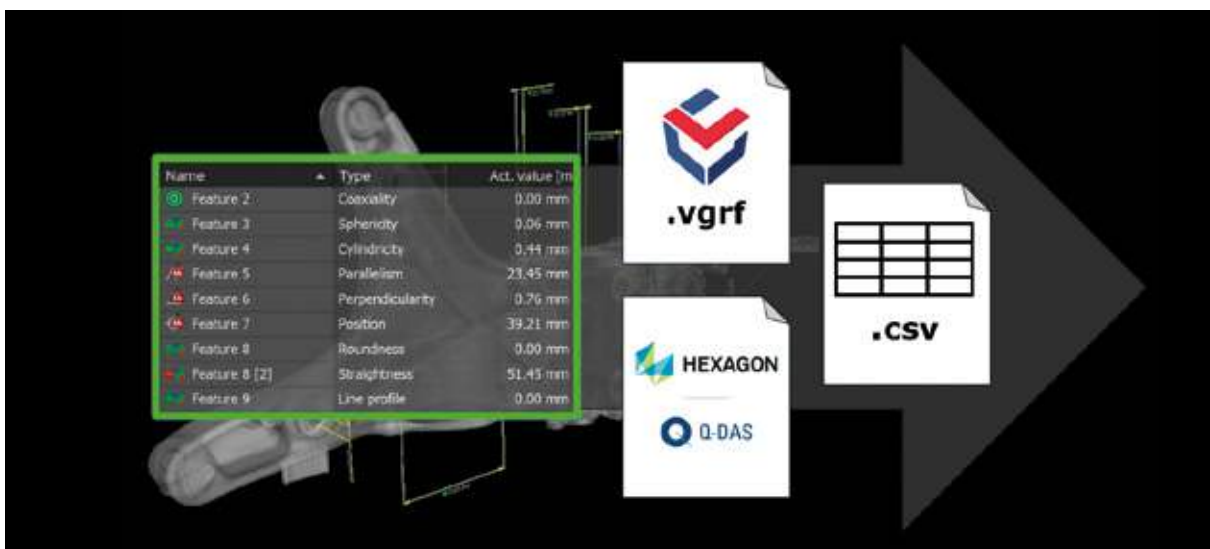 Name Type Act. value [m
Feature 2 Coaxiality 0.00 mm
Feature 3 Sphericity 0.06 mm
Feature 4 Cylindricity 0.44 mm
Feature 5 Parallelism 23.45 mm
Feature 6 Perpendicularity 0.76 mm
Feature 7 Position 39.21 mm
Feature 8 Roundness 0.00 mm
Feature 8 [2] Straightness 51.45 mm
Feature 9 Line profile 0.00 mm
.vgrf
HEXAGON
Q-DAS
.csv